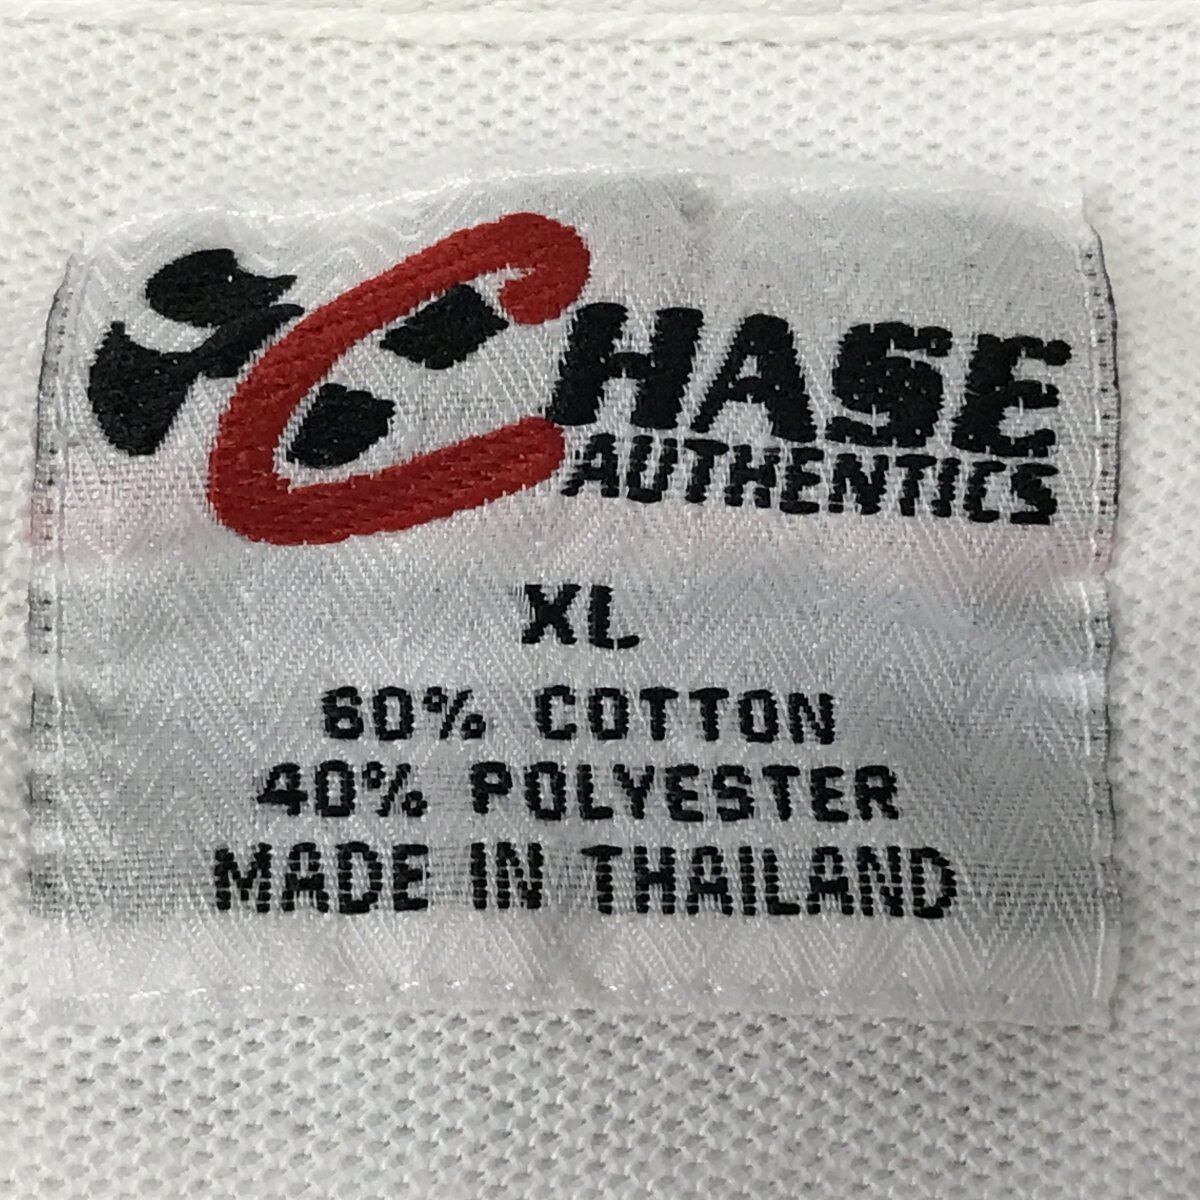 CHASE
AUTHENTICS
XL
60% COTTON
40% POLYESTER
MADE IN THAILAND